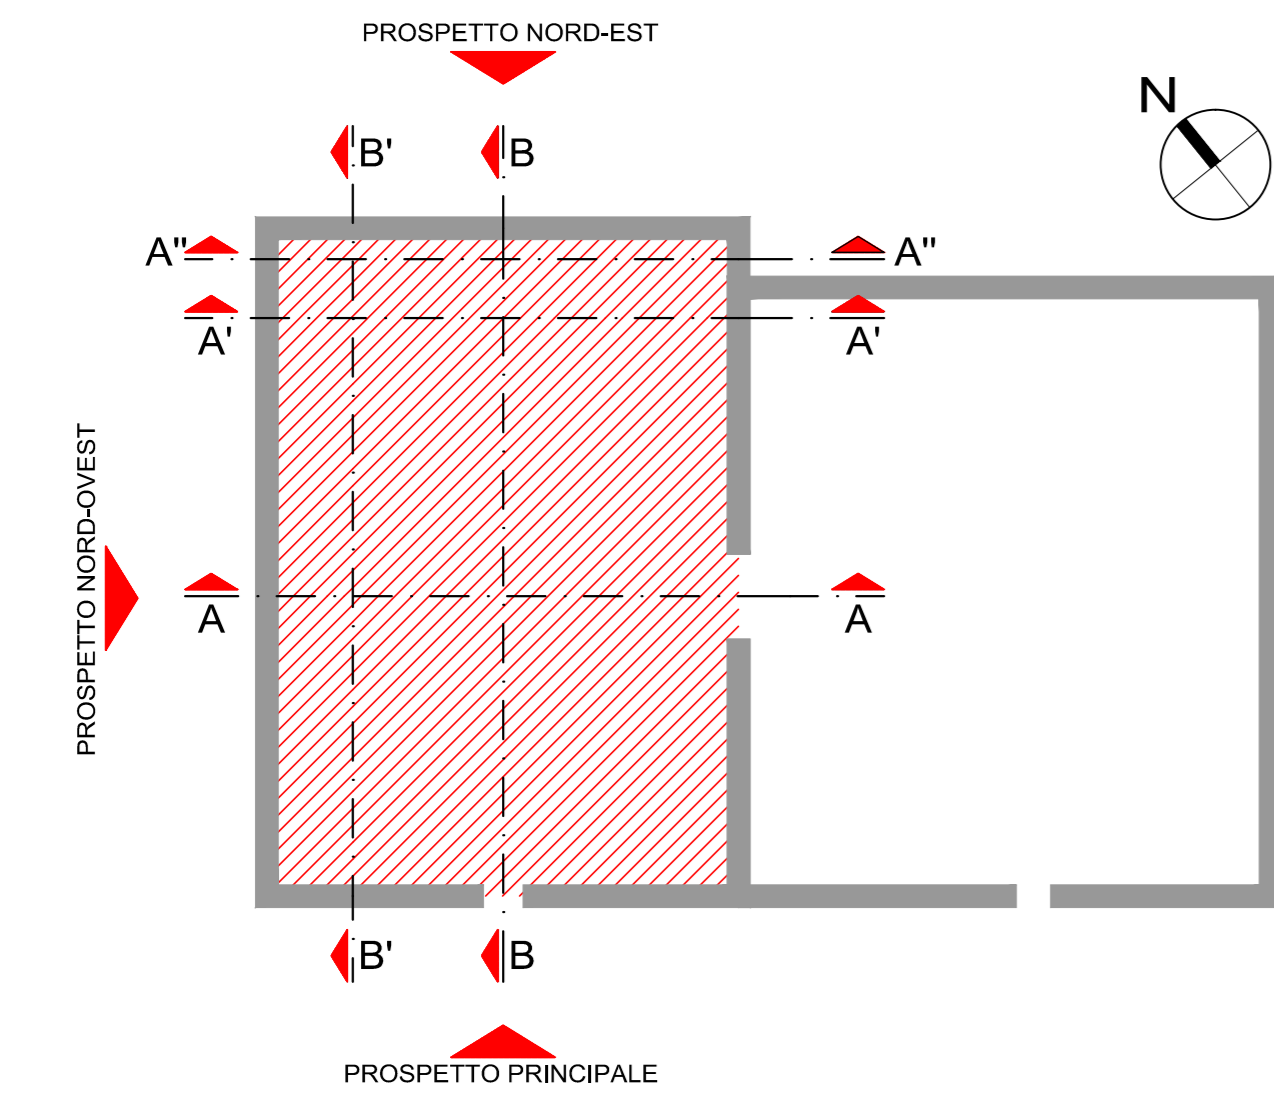 PROSPETTO NORD-EST
N
B'
B
A"
A"
A'
A'
PROSPETTO NORD-OVEST
A
A
B'
B
PROSPETTO PRINCIPALE